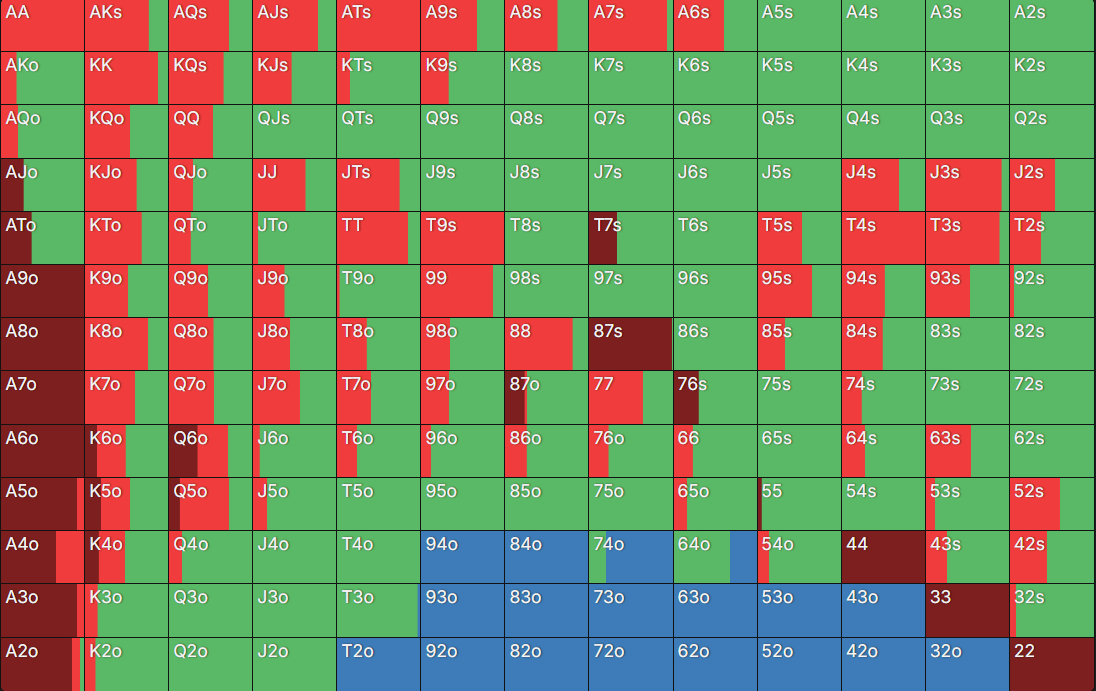 AA AKs AQs AJs ATs A9s A8s A7s A6s A5s A4s A3s A2s
AKo KK KQs KJs KTs K9s K8s K7s K6s K5s K4s K3s K2s
AQo KQo QQ QJs QTs Q9s Q8s Q7s Q6s Q5s Q4s Q3s Q2s
AJo KJo QJo JJ JTs J9s J8s J7s J6s J5s J4s J3s J2s
ATo KTo QTo JTo TT T9s T8s T7s T6s T5s T4s T3s T2s
A9o K9o Q9o J9o T9o 99 98s 97s 96s 95s 94s 93s 92s
A8o K8o Q8o J8o T8o 98o 88 87s 86s 85s 84s 83s 82s
A7o K7o Q7o J7o T7o 97o 87o 77 76s 75s 74s 73s 72s
A6o K6o Q6o J6o T6o 96o 86o 76o 66 65s 64s 63s 62s
A5o K5o Q5o J5o T5o 95o 85o 75o 65o 55 54s 53s 52s
A4o K4o Q4o J4o T4o 94o 84o 74o 64o 54o 44 43s 42s
A3o K3o Q3o J3o T3o 93o 83o 73o 63o 53o 43o 33 32s
A2o K2o Q2o J2o T2o 92o 82o 72o 62o 52o 42o 32o 22